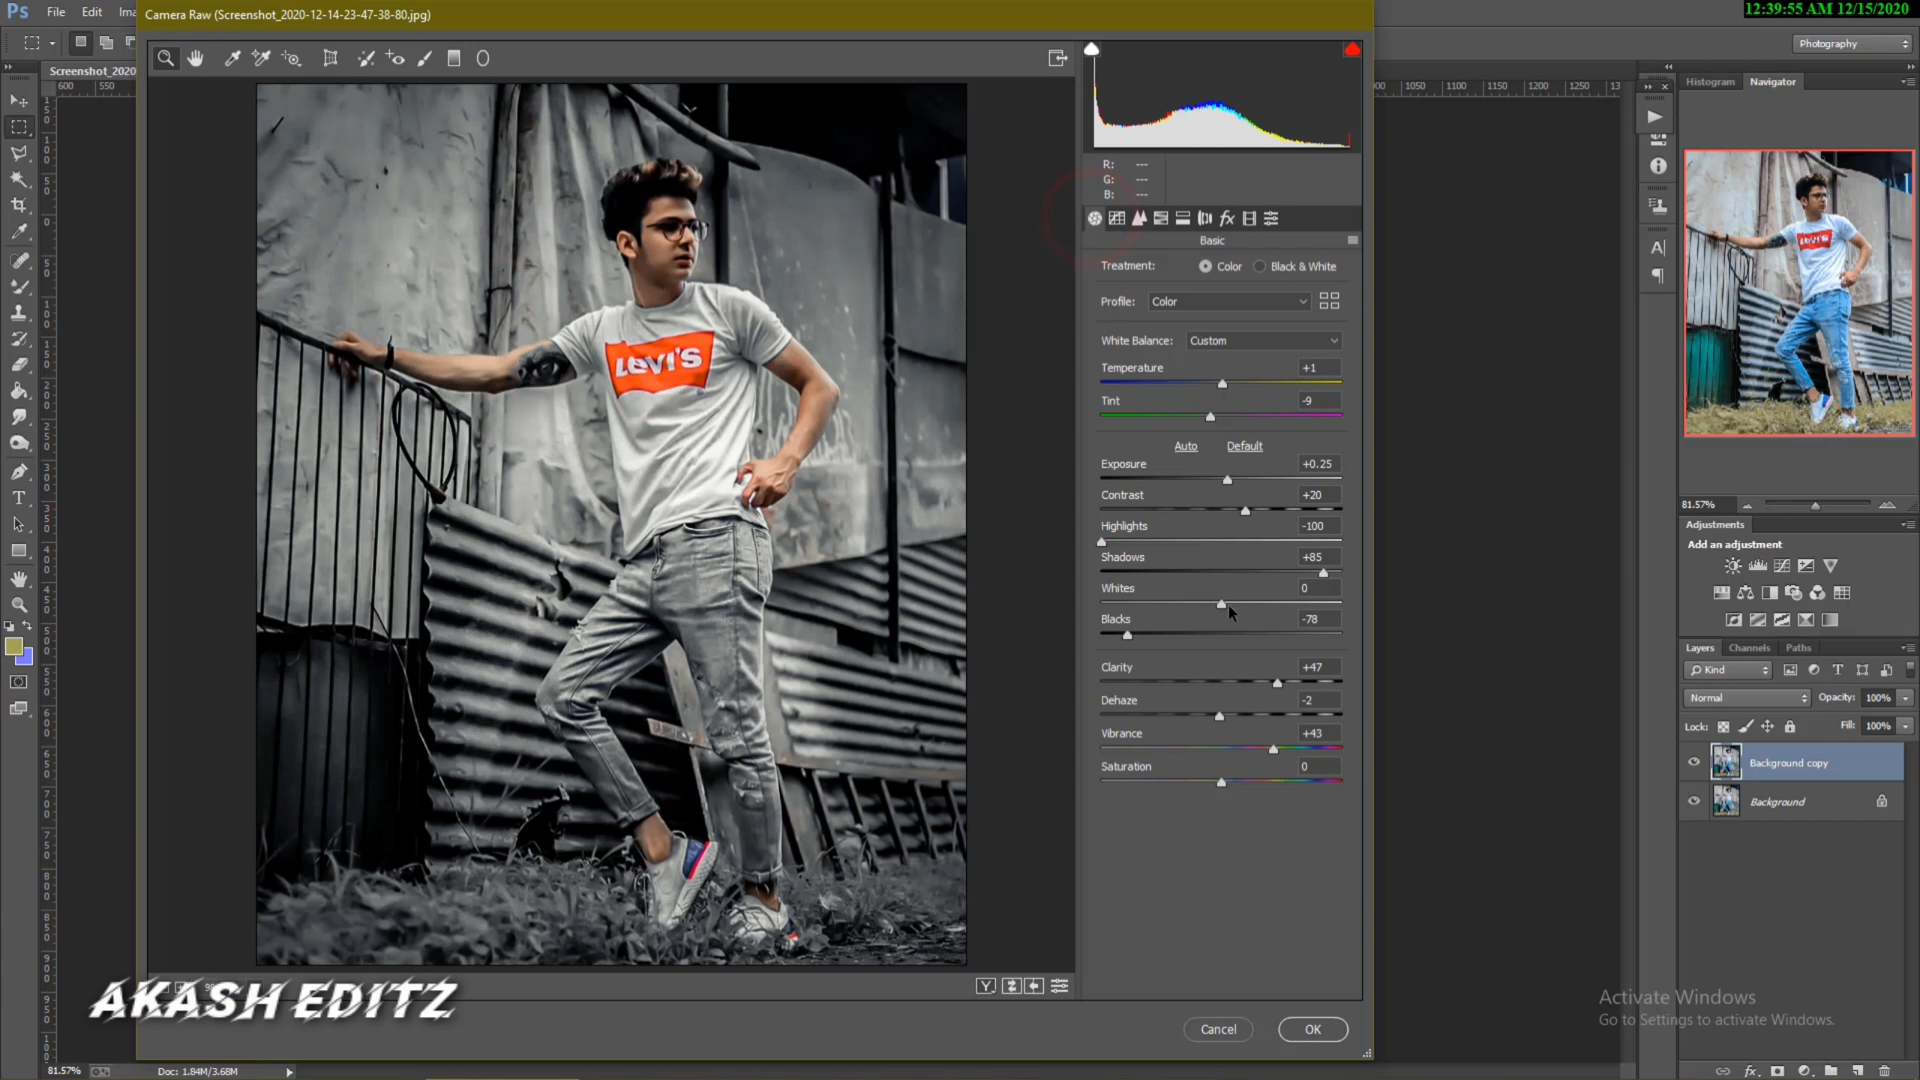 Ps File Edit Ima
Camera Raw (Screenshot_2020-12-14-23-47-38-80.jpg)
12:39:55 AM 12/15/2020
Photography
Screenshot_2020
600 550
1050 1100 1150 1200 1250
Histogram Navigator
R: ---
G: ---
B: ---
Basic
Treatment: Color Black & White
Profile: Color
White Balance: Custom
Temperature +1
Tint -9
Auto Default
Exposure +0.25
Contrast +20
Highlights -100
Shadows +85
Whites 0
Blacks -78
Clarity +47
Dehaze -2
Vibrance +43
Saturation 0
LEVI'S
81.57%
Adjustments
Add an adjustment
Layers Channels Paths
Kind
Normal Opacity: 100%
Lock: Fill: 100%
Background copy
Background
AKASH EDITZ
Activate Windows
Go to Settings to activate Windows.
Cancel OK
81.57% Doc: 1.84M/3.68M